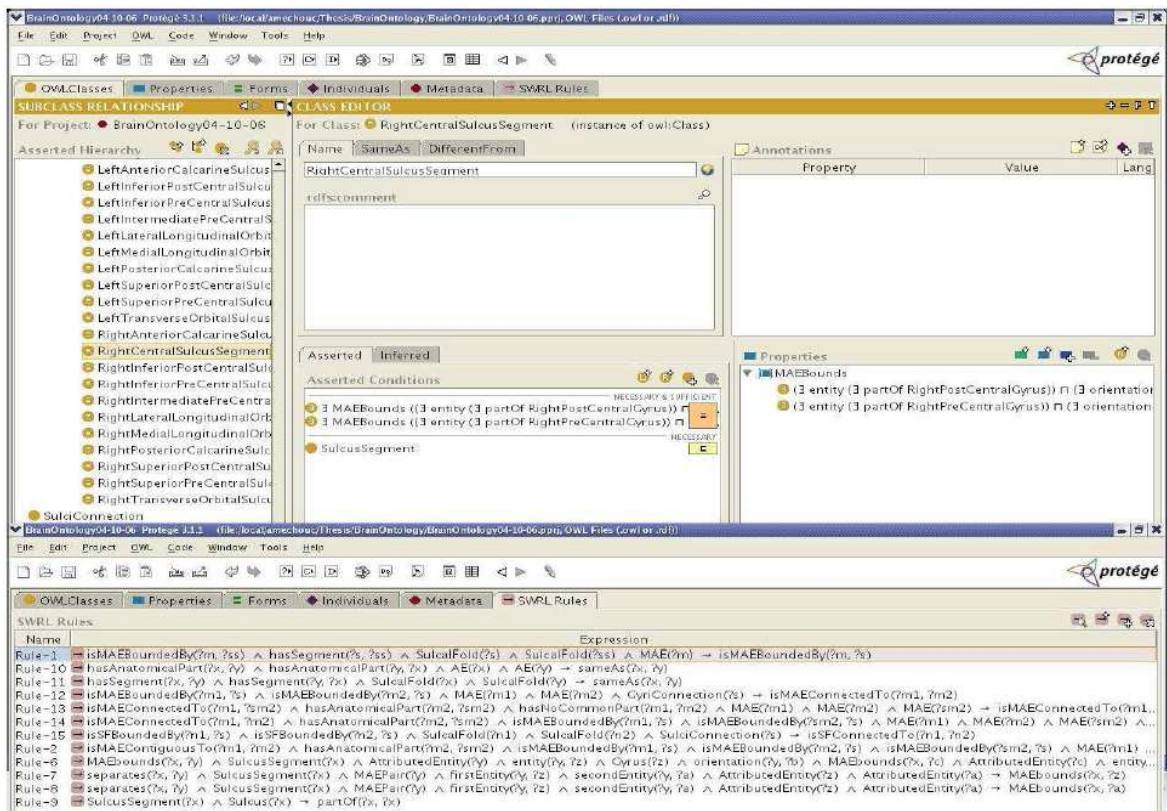 BrainOntology04-10-06 Protégé 3.1.1 (file:/local/amechouc/Thesis/BrainOntology/BrainOntology04-10-06.pprj, OWL Files (.owl or .rdf))
File Edit Project OWL Code Window Tools Help
protégé
OWLClasses Properties Forms Individuals Metadata SWRL Rules
SUBCLASS RELATIONSHIP CLASS EDITOR
For Project: BrainOntology04-10-06 For Class: RightCentralSulcusSegment (instance of owl:Class)
Asserted Hierarchy
LeftAnteriorCalcarineSulcus
LeftInferiorPostCentralSulcu
LeftInferiorPreCentralSulcus
LeftIntermediatePreCentralS
LeftLateralLongitudinalOrbit
LeftMedialLongitudinalOrbit
LeftPosteriorCalcarineSulcus
LeftSuperiorPostCentralSulc
LeftSuperiorPreCentralSulcu
LeftTransverseOrbitalSulcus
RightAnteriorCalcarineSulcu
RightCentralSulcusSegment
RightInferiorPostCentralSulc
RightInferiorPreCentralSulcu
RightIntermediatePreCentra
RightLateralLongitudinalOrb
RightMedialLongitudinalOrb
RightPosteriorCalcarineSulc
RightSuperiorPostCentralSu
RightSuperiorPreCentralSulc
RightTransverseOrbitalSulcu
SulciConnection
Name SameAs DifferentFrom
RightCentralSulcusSegment
rdfs:comment
Annotations
Property Value Lang
Asserted Inferred
Asserted Conditions
NECESSARY & SUFFICIENT
∃ MAEBounds ((∃ entity (∃ partOf RightPostCentralGyrus)) ⊓
∃ MAEBounds ((∃ entity (∃ partOf RightPreCentralGyrus)) ⊓
NECESSARY
SulcusSegment
Properties
MAEBounds
(∃ entity (∃ partOf RightPostCentralGyrus)) ⊓ (∃ orientation
(∃ entity (∃ partOf RightPreCentralGyrus)) ⊓ (∃ orientation
BrainOntology04-10-06 Protégé 3.1.1 (file:/local/amechouc/Thesis/BrainOntology/BrainOntology04-10-06.pprj, OWL Files (.owl or .rdf))
File Edit Project OWL Code Window Tools Help
protégé
OWLClasses Properties Forms Individuals Metadata SWRL Rules
SWRL Rules
Name Expression
Rule-1 isMAEBoundedBy(?m, ?ss) ∧ hasSegment(?s, ?ss) ∧ SulcalFold(?s) ∧ SulcalFold(?ss) ∧ MAE(?m) → isMAEBoundedBy(?m, ?s)
Rule-10 hasAnatomicalPart(?x, ?y) ∧ hasAnatomicalPart(?y, ?x) ∧ AE(?x) ∧ AE(?y) → sameAs(?x, ?y)
Rule-11 hasSegment(?x, ?y) ∧ hasSegment(?y, ?x) ∧ SulcalFold(?x) ∧ SulcalFold(?y) → sameAs(?x, ?y)
Rule-12 isMAEBoundedBy(?m1, ?s) ∧ isMAEBoundedBy(?m2, ?s) ∧ MAE(?m1) ∧ MAE(?m2) ∧ GyriConnection(?s) → isMAEConnectedTo(?m1, ?m2)
Rule-13 isMAEConnectedTo(?m1, ?sm2) ∧ hasAnatomicalPart(?m2, ?sm2) ∧ hasNoCommonPart(?m1, ?m2) ∧ MAE(?m1) ∧ MAE(?m2) ∧ MAE(?sm2) → isMAEConnectedTo(?m1,...
Rule-14 isMAEConnectedTo(?m1, ?m2) ∧ hasAnatomicalPart(?m2, ?sm2) ∧ isMAEBoundedBy(?m1, ?s) ∧ isMAEBoundedBy(?sm2, ?s) ∧ MAE(?m1) ∧ MAE(?m2) ∧ MAE(?sm2) ∧...
Rule-15 isSFBoundedBy(?n1, ?s) ∧ isSFBoundedBy(?n2, ?s) ∧ SulcalFold(?n1) ∧ SulcalFold(?n2) ∧ SulciConnection(?s) → isSFConnectedTo(?n1, ?n2)
Rule-2 isMAEContiguousTo(?m1, ?m2) ∧ hasAnatomicalPart(?m2, ?sm2) ∧ isMAEBoundedBy(?m1, ?s) ∧ isMAEBoundedBy(?m2, ?s) ∧ isMAEBoundedBy(?sm2, ?s) ∧ MAE(?m1) ...
Rule-6 MAEbounds(?x, ?y) ∧ SulcusSegment(?x) ∧ AttributedEntity(?y) ∧ entity(?y, ?z) ∧ Gyrus(?z) ∧ orientation(?y, ?b) ∧ MAEbounds(?x, ?c) ∧ AttributedEntity(?c) ∧ entity...
Rule-7 separates(?x, ?y) ∧ SulcusSegment(?x) ∧ MAEPair(?y) ∧ firstEntity(?y, ?z) ∧ secondEntity(?y, ?a) ∧ AttributedEntity(?z) ∧ AttributedEntity(?a) → MAEbounds(?x, ?z)
Rule-8 separates(?x, ?y) ∧ SulcusSegment(?x) ∧ MAEPair(?y) ∧ firstEntity(?y, ?z) ∧ secondEntity(?y, ?a) ∧ AttributedEntity(?z) ∧ AttributedEntity(?a) → MAEbounds(?x, ?a)
Rule-9 SulcusSegment(?x) ∧ Sulcus(?x) → partOf(?x, ?x)